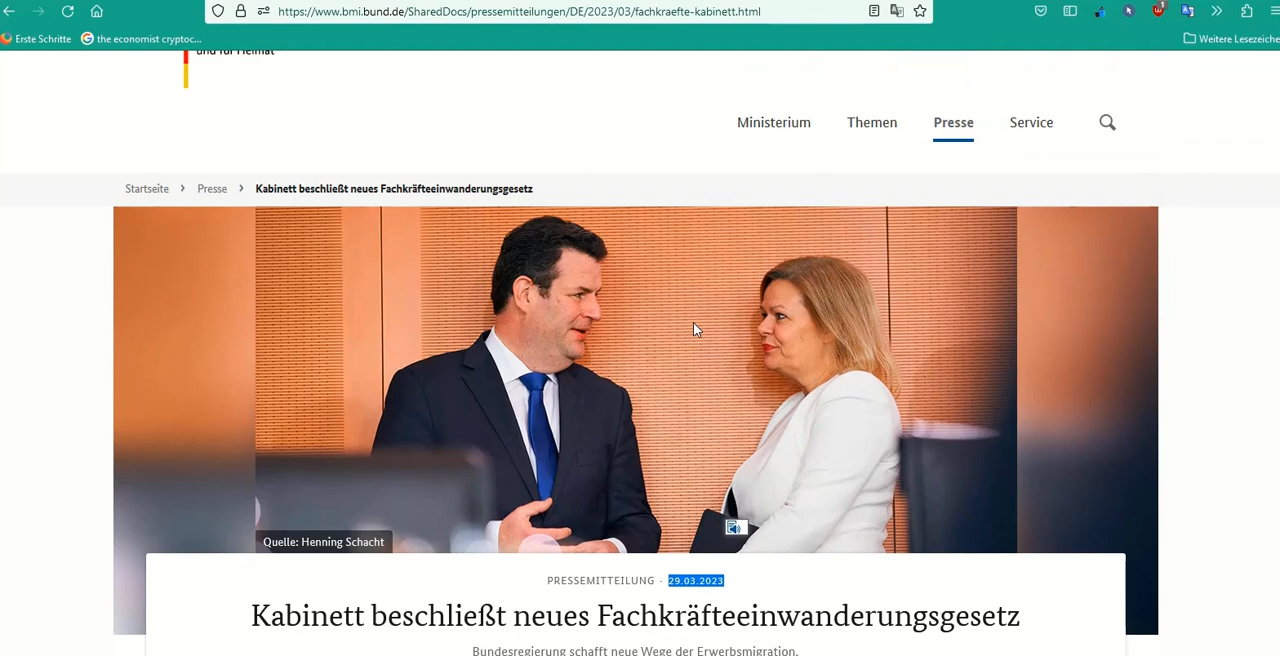 https://www.bmi.bund.de/SharedDocs/pressemitteilungen/DE/2023/03/fachkraefte-kabinett.html
Erste Schritte
the economist cryptoc...
Weitere Lesezeiche
und für Heimat
Ministerium
Themen
Presse
Service
Startseite
Presse
Kabinett beschließt neues Fachkräfteeinwanderungsgesetz
Quelle: Henning Schacht
PRESSEMITTEILUNG - 29.03.2023
Kabinett beschließt neues Fachkräfteeinwanderungsgesetz
Bundesregierung schafft neue Wege der Erwerbsmigration.